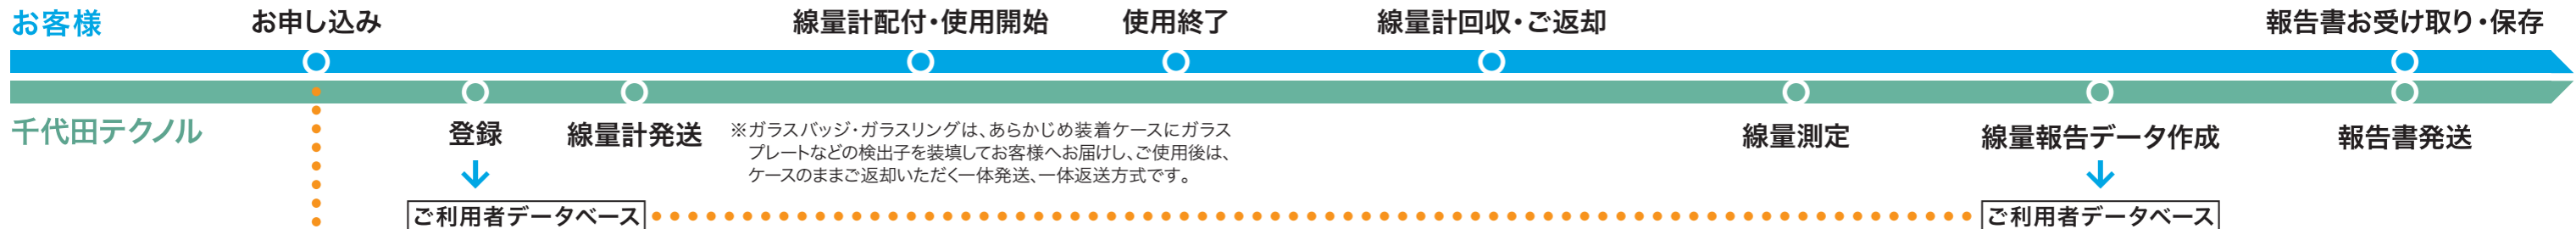 お客様
お申し込み
線量計配付・使用開始
使用終了
線量計回収・ご返却
報告書お受け取り・保存
千代田テクノル
登録
線量計発送
※ガラスバッジ・ガラスリングは、あらかじめ装着ケースにガラス
プレートなどの検出子を装填してお客様へお届けし、ご使用後は、
ケースのままご返却いただく一体発送、一体返送方式です。
線量測定
線量報告データ作成
報告書発送
ご利用者データベース
ご利用者データベース